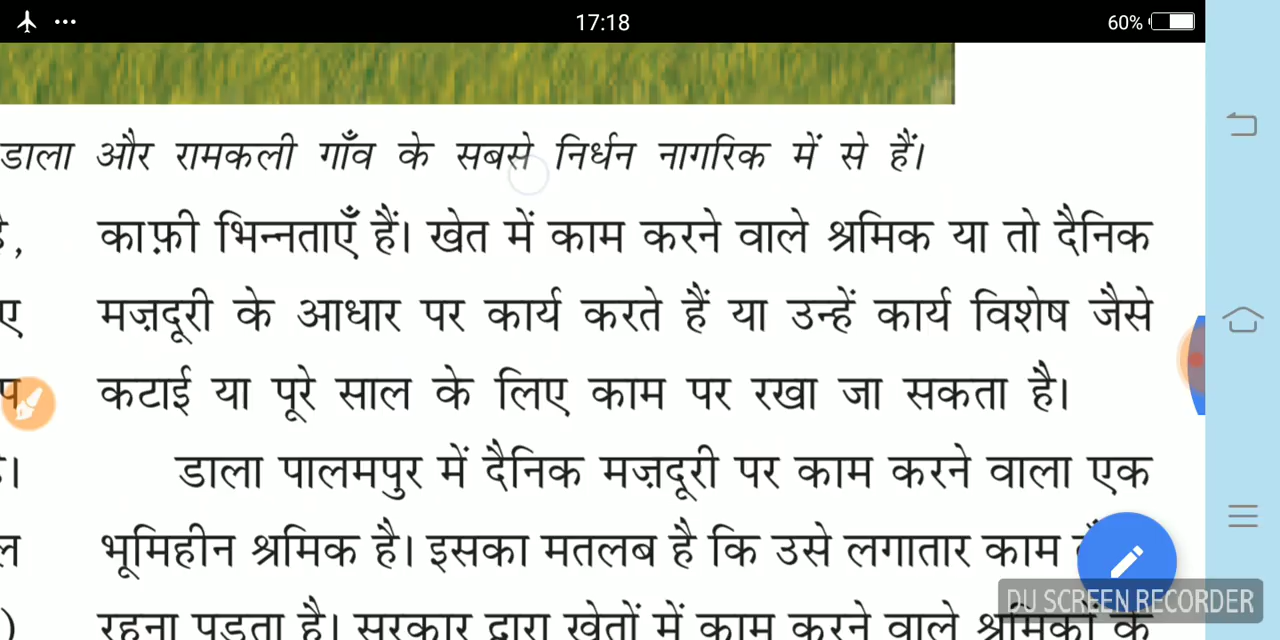 17:18
60%
डाला और रामकली गाँव के सबसे निर्धन नागरिक में से हैं।
काफ़ी भिन्नताएँ हैं। खेत में काम करने वाले श्रमिक या तो दैनिक
मज़दूरी के आधार पर कार्य करते हैं या उन्हें कार्य विशेष जैसे
कटाई या पूरे साल के लिए काम पर रखा जा सकता है।
डाला पालमपुर में दैनिक मज़दूरी पर काम करने वाला एक
भूमिहीन श्रमिक है। इसका मतलब है कि उसे लगातार काम
रहना पड़ता है। सरकार द्वारा खेतों में काम करने वाले श्रमिकों के
DU SCREEN RECORDER